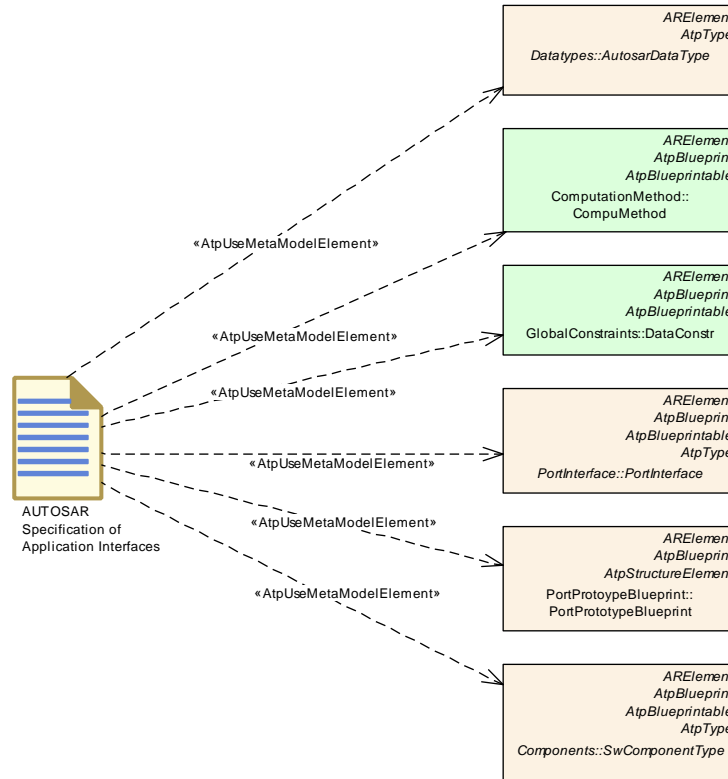 ARElemen
AtpType
Datatypes::AutosarDataType
ARElemen
AtpBlueprin
AtpBlueprintable
ComputationMethod::
CompuMethod
«AtpUseMetaModelElement»
ARElemen
AtpBlueprin
AtpBlueprintable
GlobalConstraints::DataConstr
«AtpUseMetaModelElement»
«AtpUseMetaModelElement»
ARElemen
AtpBlueprin
AtpBlueprintable
AtpType
PortInterface::PortInterface
«AtpUseMetaModelElement»
AUTOSAR
Specification of
Application Interfaces
«AtpUseMetaModelElement»
ARElemen
AtpBlueprin
AtpStructureElemen
PortProtoypeBlueprint::
PortPrototypeBlueprint
«AtpUseMetaModelElement»
ARElemen
AtpBlueprin
AtpBlueprintable
AtpType
Components::SwComponentType